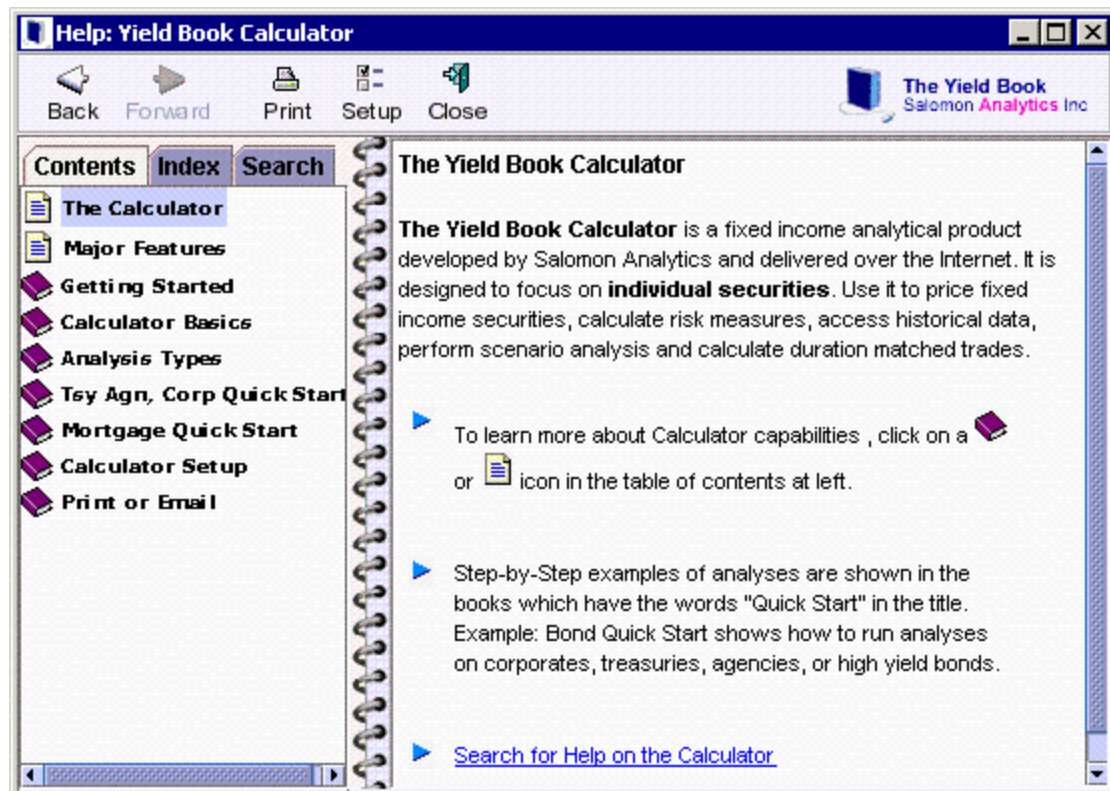 Help: Yield Book Calculator
Back Forward Print Setup Close
The Yield Book
Salomon Analytics Inc
Contents Index Search
The Calculator
Major Features
Getting Started
Calculator Basics
Analysis Types
Tsy Agn, Corp Quick Start
Mortgage Quick Start
Calculator Setup
Print or Email
The Yield Book Calculator
The Yield Book Calculator is a fixed income analytical product
developed by Salomon Analytics and delivered over the Internet. It is
designed to focus on individual securities. Use it to price fixed
income securities, calculate risk measures, access historical data,
perform scenario analysis and calculate duration matched trades.
To learn more about Calculator capabilities , click on a
or icon in the table of contents at left.
Step-by-Step examples of analyses are shown in the
books which have the words "Quick Start" in the title.
Example: Bond Quick Start shows how to run analyses
on corporates, treasuries, agencies, or high yield bonds.
Search for Help on the Calculator